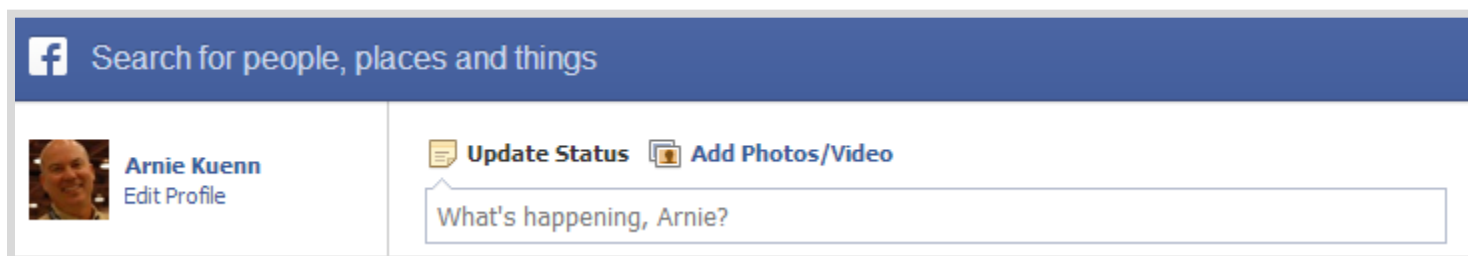 f Search for people, places and things
Arnie Kuenn
Edit Profile
Update Status Add Photos/Video
What's happening, Arnie?